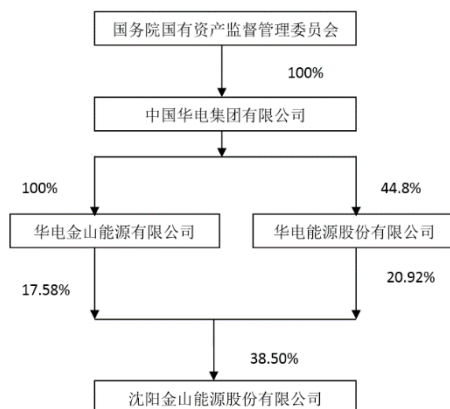 国务院国有资产监督管理委员会
100%
中国华电集团有限公司
100%
44.8%
华电金山能源有限公司
华电能源股份有限公司
17.58%
20.92%
38.50%
沈阳金山能源股份有限公司